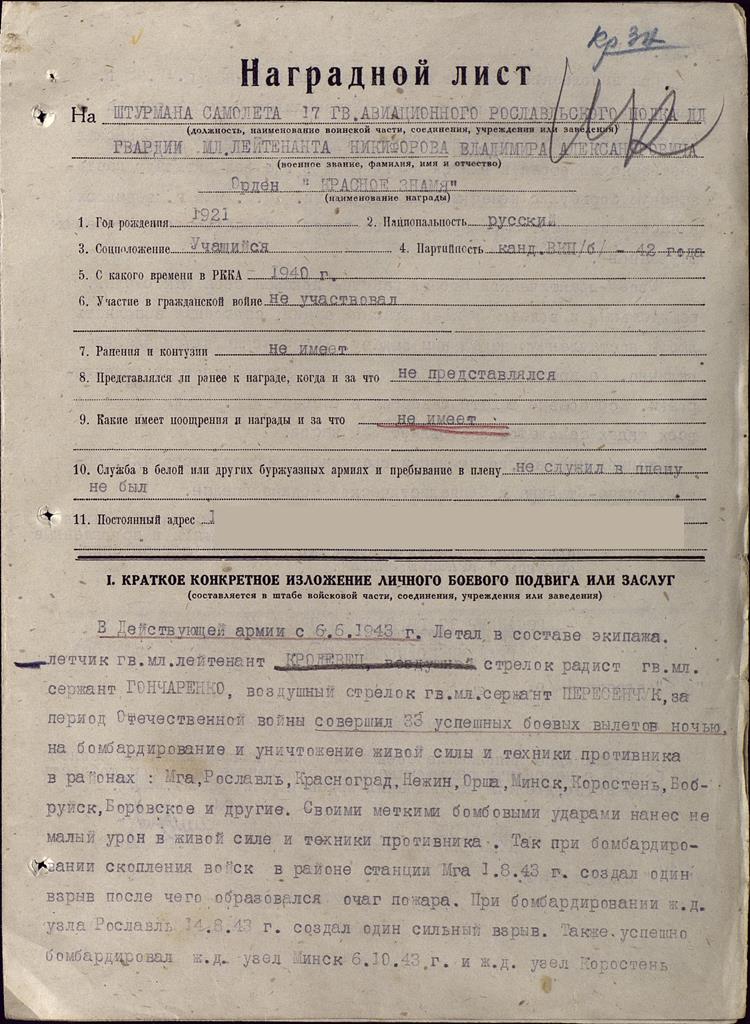 Кр. Зн
Наградной лист
На ШТУРМАНА САМОЛЕТА 17 ГВ.АВИАЦИОННОГО РОСЛАВЛЬСКОГО ПОЛКА ДД
(должность, наименование воинской части, соединения, учреждения или заведения)
ГВАРДИИ МЛ.ЛЕЙТЕНАНТА НИКИФОРОВА ВЛАДИМИРА АЛЕКСАНДРОВИЧА
(военное звание, фамилия, имя и отчество)
Орден " КРАСНОЕ ЗНАМЯ"
(наименование награды)
1. Год рождения 1921 2. Национальность русский
3. Соцположение Учащийся 4. Партийность канд.ВКП/б/ - 42 года
5. С какого времени в РККА 1940 г.
6. Участие в гражданской войне не участвовал
7. Ранения и контузии не имеет
8. Представлялся ли ранее к награде, когда и за что не представлялся
9. Какие имеет поощрения и награды и за что не имеет
10. Служба в белой или других буржуазных армиях и пребывание в плену не служил в плену
не был
11. Постоянный адрес
I. КРАТКОЕ КОНКРЕТНОЕ ИЗЛОЖЕНИЕ ЛИЧНОГО БОЕВОГО ПОДВИГА ИЛИ ЗАСЛУГ
(составляется в штабе войсковой части, соединения, учреждения или заведения)
В Действующей армии с 6.6.1943 г. Летал в составе экипажа.
летчик гв.мл.лейтенант КРОЛЕВЕЦ, воздушный стрелок радист гв.мл.
сержант ГОНЧАРЕНКО, воздушный стрелок гв.мл.сержант ПЕРЕСЕНЧУК,за
период Отечественной войны совершил 33 успешных боевых вылетов ночью,
на бомбардирование и уничтожение живой силы и техники противника
в районах : Мга,Рославль,Красноград,Нежин,Орша,Минск,Коростень,Боб-
руйск,Боровское и другие. Своими меткими бомбовыми ударами нанес не
малый урон в живой силе и техники противника . Так при бомбардиро-
вании скопления войск в районе станции Мга 1.8.43 г. создал один
взрыв после чего образовался очаг пожара. При бомбардировании ж.д.
узла Рославль 14.8.43 г. создал один сильный взрыв. Также успешно
бомбардировал ж.д. узел Минск 6.10.43 г. и ж.д. узел Коростень